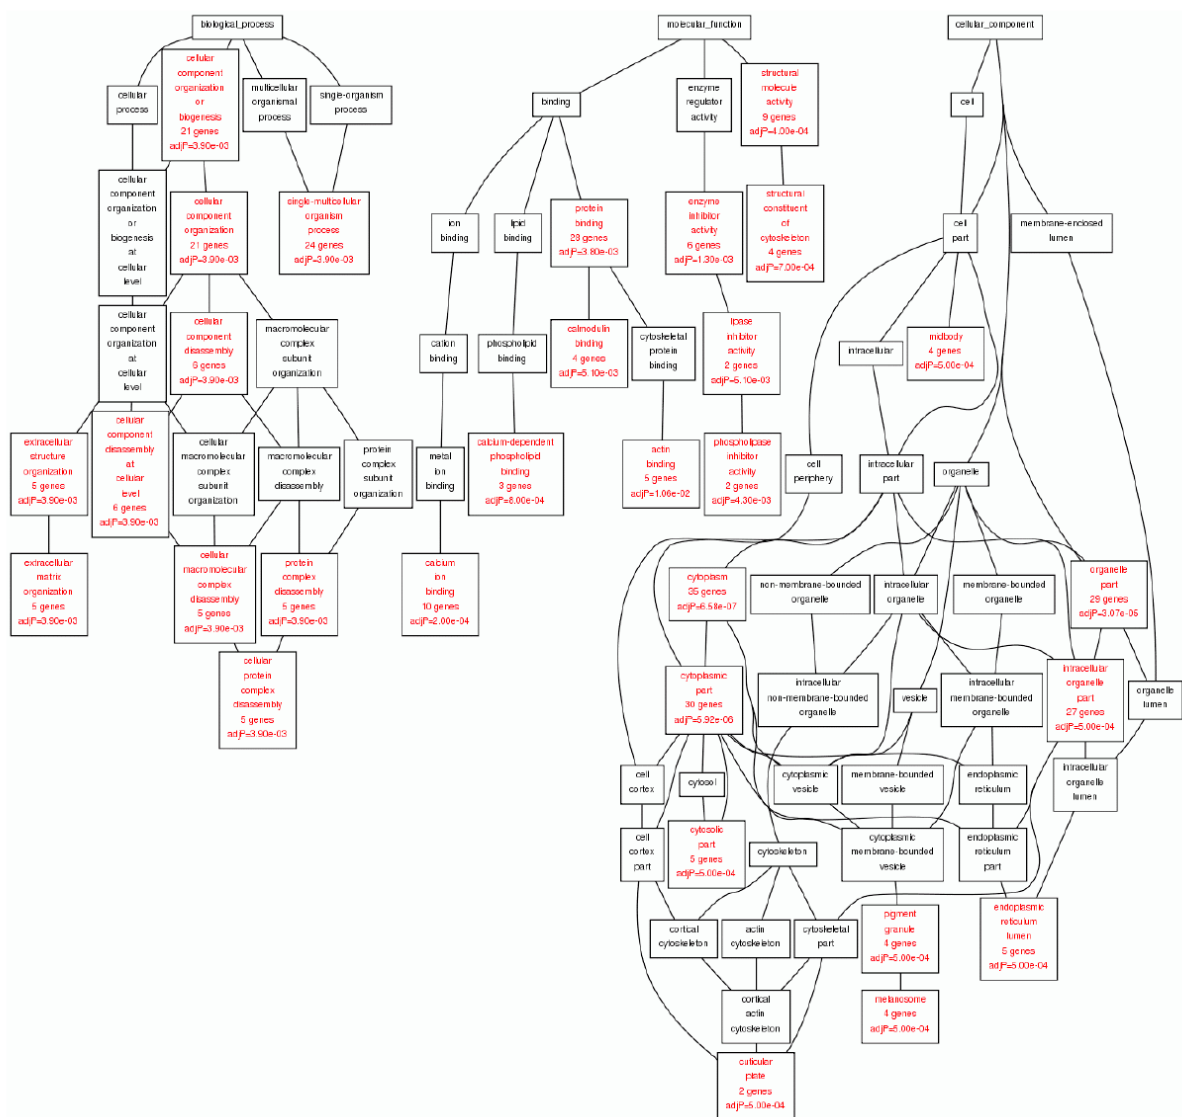 biological_process
molecular_function
cellular_component
cellular
process
cellular
component
organization
or
biogenesis
21 genes
adjP=3.90e-03
multicellular
organismal
process
single-organism
process
binding
enzyme
regulator
activity
structural
molecule
activity
9 genes
adjP=4.00e-04
cell
cellular
component
organization
or
biogenesis
at
cellular
level
cellular
component
organization
21 genes
adjP=3.90e-03
single-multicellular
organism
process
24 genes
adjP=3.90e-03
ion
binding
lipid
binding
protein
binding
28 genes
adjP=3.80e-03
enzyme
inhibitor
activity
6 genes
adjP=1.30e-03
structural
constituent
of
cytoskeleton
4 genes
adjP=7.00e-04
cell
part
membrane-enclosed
lumen
cellular
component
organization
at
cellular
level
cellular
component
disassembly
6 genes
adjP=3.90e-03
macromolecular
complex
subunit
organization
cation
binding
phospholipid
binding
calmodulin
binding
4 genes
adjP=5.10e-03
cytoskeletal
protein
binding
lipase
inhibitor
activity
2 genes
adjP=5.10e-03
intracellular
midbody
4 genes
adjP=5.00e-04
extracellular
structure
organization
5 genes
adjP=3.90e-03
cellular
component
disassembly
at
cellular
level
6 genes
adjP=3.90e-03
cellular
macromolecular
complex
subunit
organization
macromolecular
complex
disassembly
protein
complex
subunit
organization
metal
ion
binding
calcium-dependent
phospholipid
binding
3 genes
adjP=8.00e-04
actin
binding
5 genes
adjP=1.06e-02
phospholipase
inhibitor
activity
2 genes
adjP=4.30e-03
cell
periphery
intracellular
part
organelle
extracellular
matrix
organization
5 genes
adjP=3.90e-03
cellular
macromolecular
complex
disassembly
5 genes
adjP=3.90e-03
protein
complex
disassembly
5 genes
adjP=3.90e-03
calcium
ion
binding
10 genes
adjP=2.00e-04
cytoplasm
35 genes
adjP=6.58e-07
non-membrane-bounded
organelle
intracellular
organelle
membrane-bounded
organelle
organelle
part
29 genes
adjP=3.07e-05
cellular
protein
complex
disassembly
5 genes
adjP=3.90e-03
cytoplasmic
part
30 genes
adjP=5.92e-06
intracellular
non-membrane-bounded
organelle
vesicle
intracellular
membrane-bounded
organelle
intracellular
organelle
part
27 genes
adjP=5.00e-04
organelle
lumen
cell
cortex
cytosol
cytoplasmic
vesicle
membrane-bounded
vesicle
endoplasmic
reticulum
intracellular
organelle
lumen
cell
cortex
part
cytosolic
part
5 genes
adjP=5.00e-04
cytoskeleton
cytoplasmic
membrane-bounded
vesicle
endoplasmic
reticulum
part
cortical
cytoskeleton
actin
cytoskeleton
cytoskeletal
part
pigment
granule
4 genes
adjP=5.00e-04
endoplasmic
reticulum
lumen
5 genes
adjP=5.00e-04
cortical
actin
cytoskeleton
melanosome
4 genes
adjP=5.00e-04
cuticular
plate
2 genes
adjP=5.00e-04